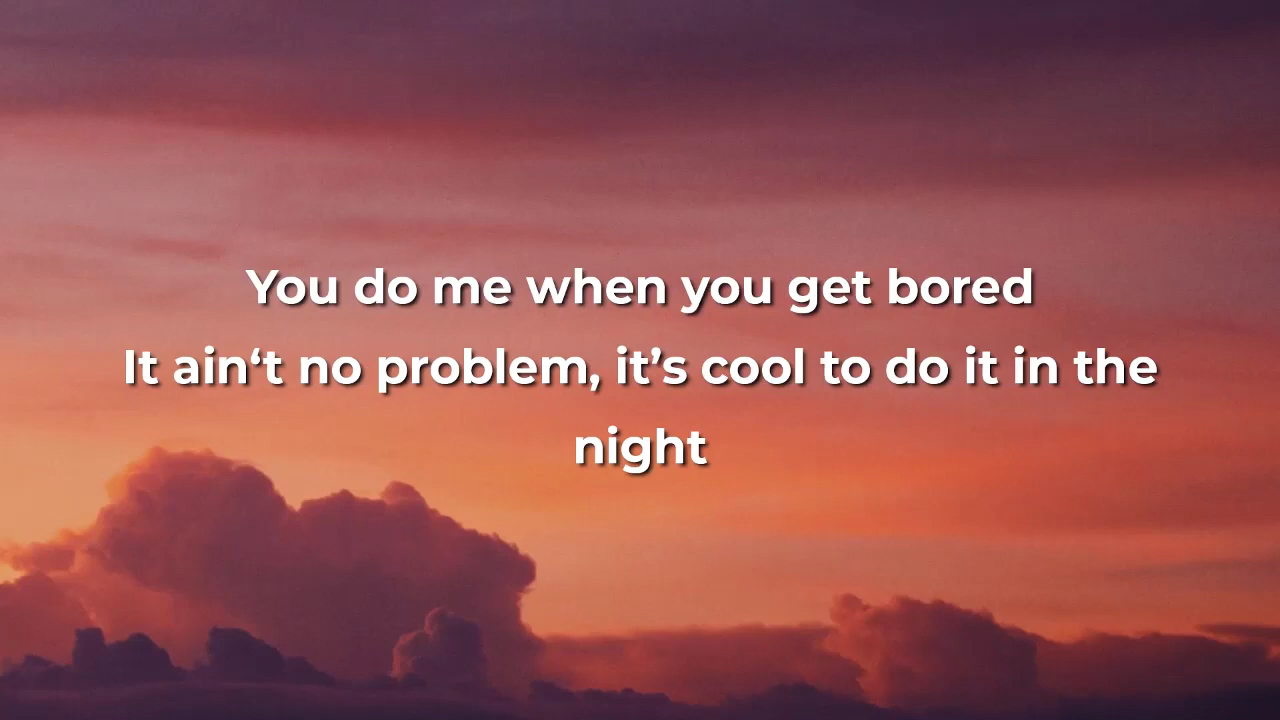 You do me when you get bored
It ain‘t no problem, it’s cool to do it in the
night